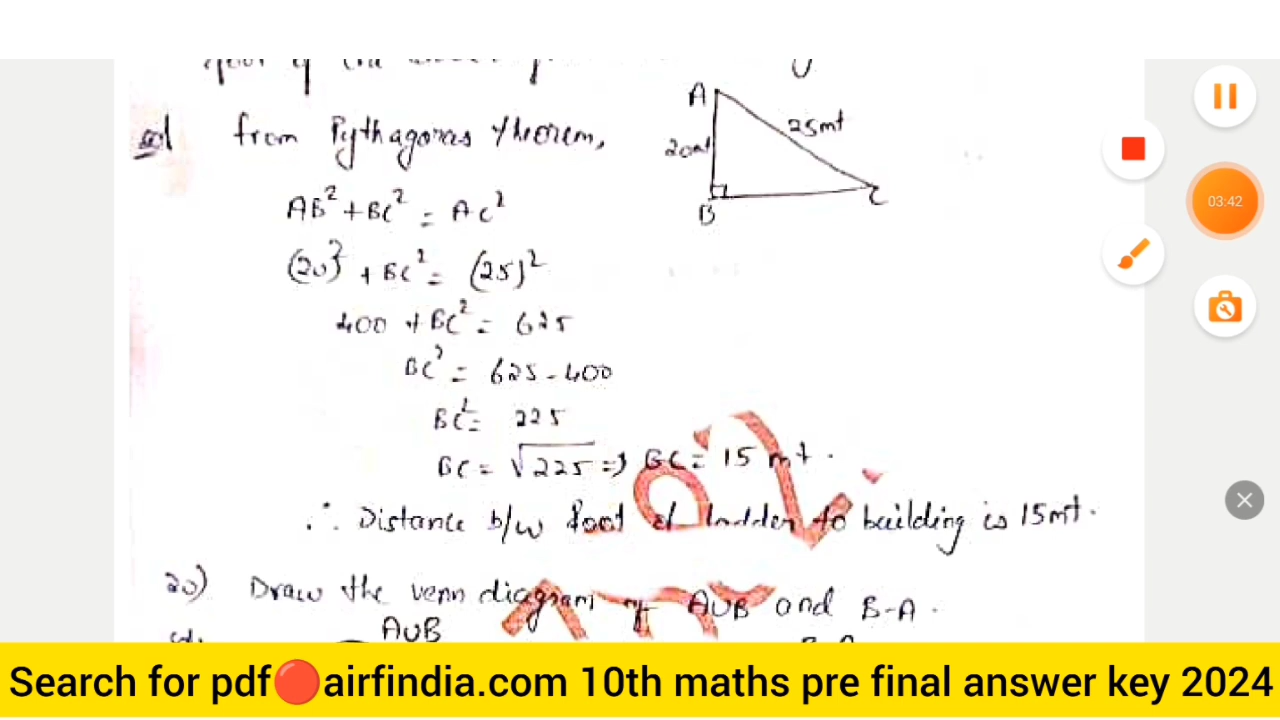 A
25mt
20mt
B
C
sol from Pythagoras theorem,
AB² + BC² = AC²
(20)² + BC² = (25)²
400 + BC² = 625
BC² = 625 - 400
BC² = 225
BC = √225 => BC = 15 mt.
∴ Distance b/w foot of ladder to building is 15mt.
20) Draw the venn diagram of AUB and B-A.
sol.
AUB
B-A
03:42
Search for pdf🔴airfindia.com 10th maths pre final answer key 2024